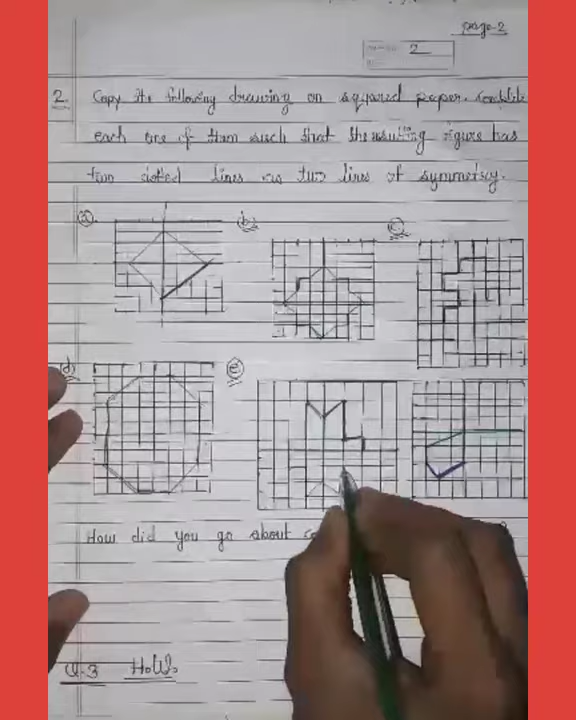 page-2
2
2. Copy the following drawing on squared paper. Complete
each one of them such that the resulting figure has
two dotted lines as two lines of symmetry.
(a) (b) (c)
(d) (e)
How did you go about
Q.3 H.W.